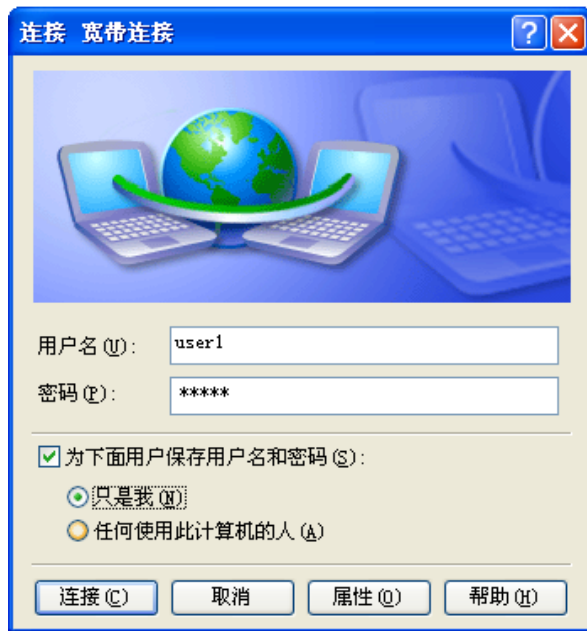 连接 宽带连接
用户名(U):
user1
密码(P):
*****
为下面用户保存用户名和密码(S):
只是我(N)
任何使用此计算机的人(A)
连接(C) 取消 属性(O) 帮助(H)